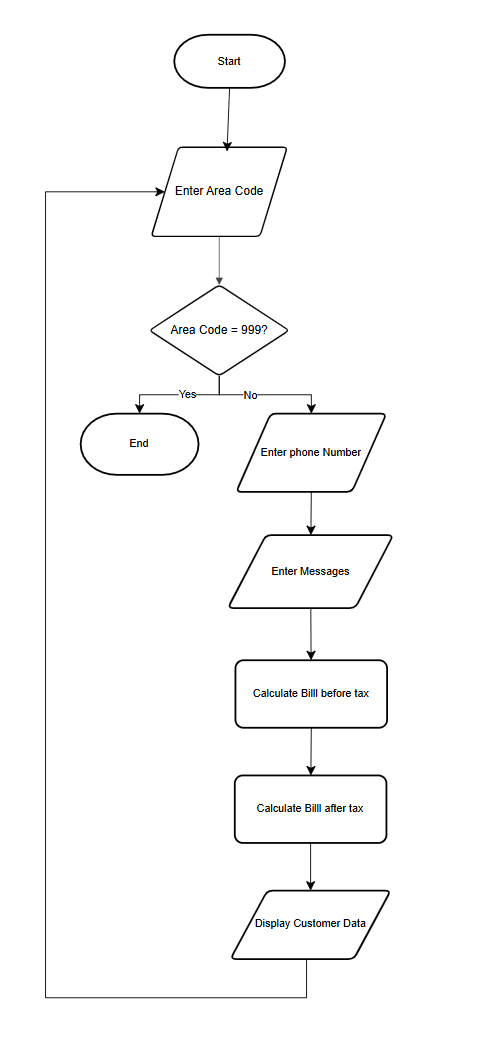 Start
Enter Area Code
Area Code = 999?
Yes
No
End
Enter phone Number
Enter Messages
Calculate Billl before tax
Calculate Billl after tax
Display Customer Data